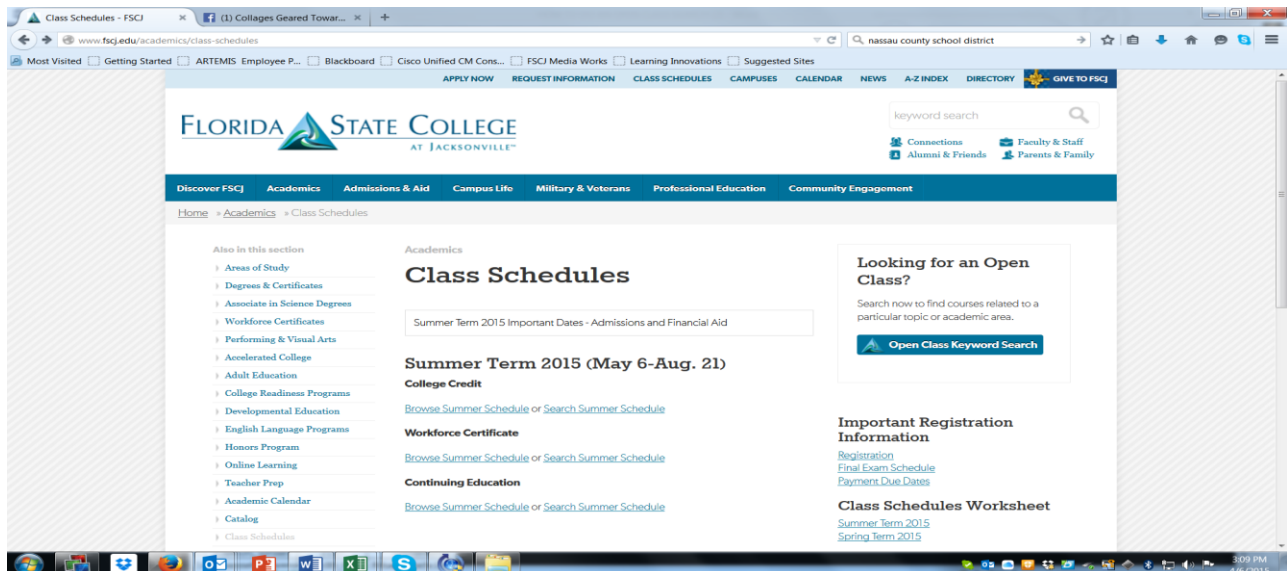 Class Schedules - FSCJ
(1) Collages Geared Towar...
www.fscj.edu/academics/class-schedules
nassau county school district
Most Visited Getting Started ARTEMIS Employee P... Blackboard Cisco Unified CM Cons... FSCJ Media Works Learning Innovations Suggested Sites
APPLY NOW REQUEST INFORMATION CLASS SCHEDULES CAMPUSES CALENDAR NEWS A-Z INDEX DIRECTORY GIVE TO FSCJ
FLORIDA STATE COLLEGE
AT JACKSONVILLE
keyword search
Connections Faculty & Staff
Alumni & Friends Parents & Family
Discover FSCJ Academics Admissions & Aid Campus Life Military & Veterans Professional Education Community Engagement
Home » Academics » Class Schedules
Also in this section
Areas of Study
Degrees & Certificates
Associate in Science Degrees
Workforce Certificates
Performing & Visual Arts
Accelerated College
Adult Education
College Readiness Programs
Developmental Education
English Language Programs
Honors Program
Online Learning
Teacher Prep
Academic Calendar
Catalog
Class Schedules
Academics
Class Schedules
Summer Term 2015 Important Dates - Admissions and Financial Aid
Summer Term 2015 (May 6-Aug. 21)
College Credit
Browse Summer Schedule or Search Summer Schedule
Workforce Certificate
Browse Summer Schedule or Search Summer Schedule
Continuing Education
Browse Summer Schedule or Search Summer Schedule
Looking for an Open
Class?
Search now to find courses related to a
particular topic or academic area.
Open Class Keyword Search
Important Registration
Information
Registration
Final Exam Schedule
Payment Due Dates
Class Schedules Worksheet
Summer Term 2015
Spring Term 2015
3:09 PM
4/6/2015